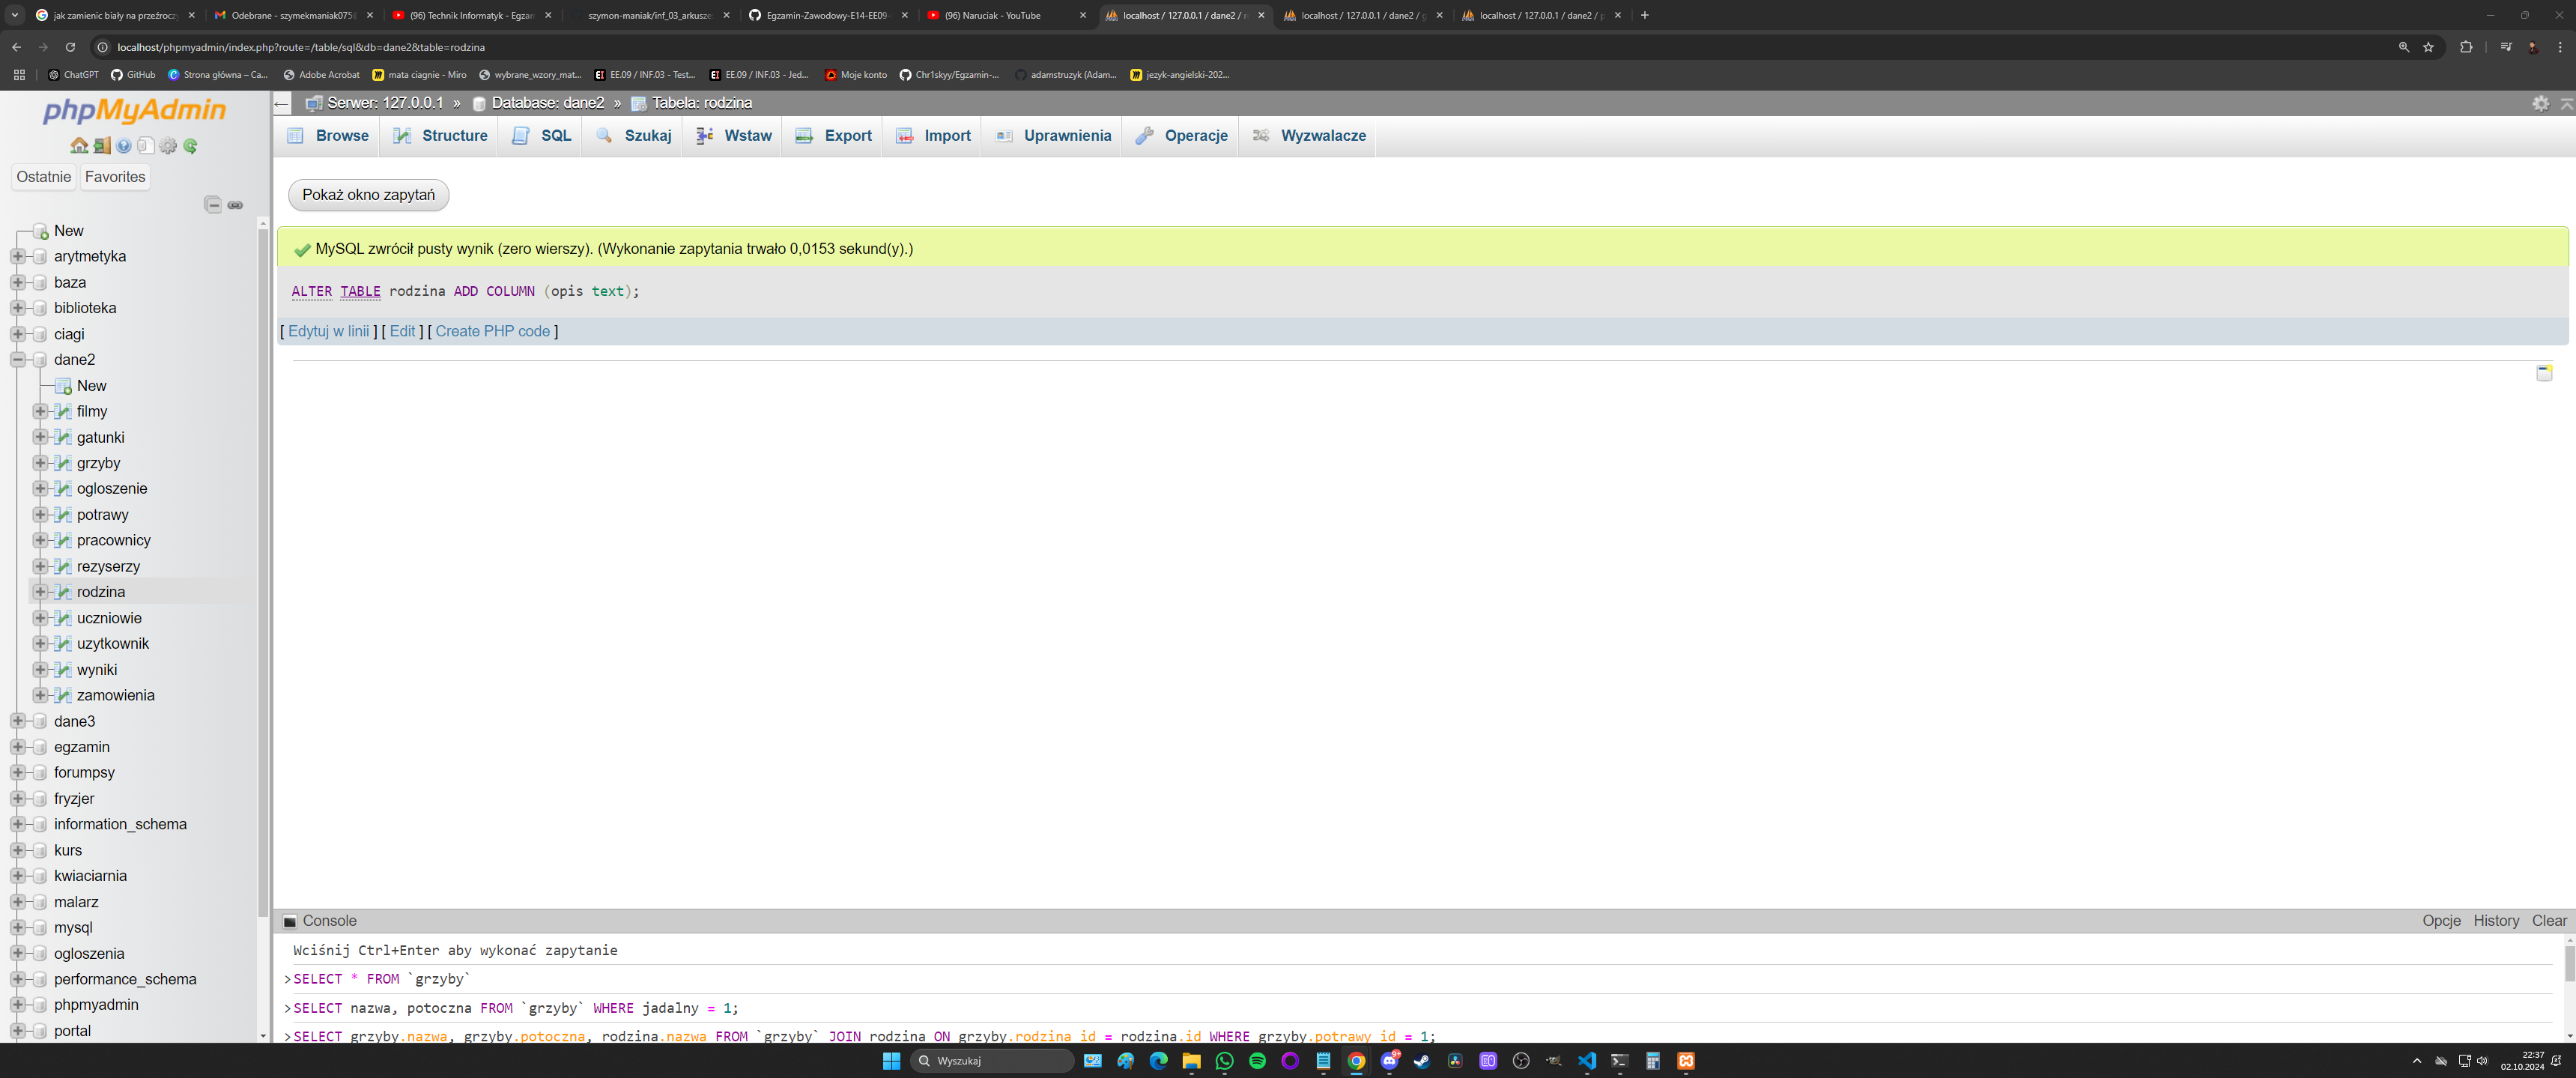 jak zamienic biały na przeźroczy
Odebrane - szymekmaniak075@
(96) Technik Informatyk - Egzan
szymon-maniak/inf_03_arkusze:
Egzamin-Zawodowy-E14-EE09-
(96) Naruciak - YouTube
localhost / 127.0.0.1 / dane2 / r
localhost / 127.0.0.1 / dane2 / g
localhost / 127.0.0.1 / dane2 / p
localhost/phpmyadmin/index.php?route=/table/sql&db=dane2&table=rodzina
ChatGPT
GitHub
Strona główna – Ca...
Adobe Acrobat
mata ciagnie - Miro
wybrane_wzory_mat...
EE.09 / INF.03 - Test...
EE.09 / INF.03 - Jed...
Moje konto
Chr1skyy/Egzamin-...
adamstruzyk (Adam...
jezyk-angielski-202...
phpMyAdmin
Ostatnie Favorites
New
arytmetyka
baza
biblioteka
ciagi
dane2
New
filmy
gatunki
grzyby
ogloszenie
potrawy
pracownicy
rezyserzy
rodzina
uczniowie
uzytkownik
wyniki
zamowienia
dane3
egzamin
forumpsy
fryzjer
information_schema
kurs
kwiaciarnia
malarz
mysql
ogloszenia
performance_schema
phpmyadmin
portal
Serwer: 127.0.0.1 » Database: dane2 » Tabela: rodzina
Browse Structure SQL Szukaj Wstaw Export Import Uprawnienia Operacje Wyzwalacze
Pokaż okno zapytań
MySQL zwrócił pusty wynik (zero wierszy). (Wykonanie zapytania trwało 0,0153 sekund(y).)
ALTER TABLE rodzina ADD COLUMN (opis text);
[ Edytuj w linii ] [ Edit ] [ Create PHP code ]
Console Opcje History Clear
Wciśnij Ctrl+Enter aby wykonać zapytanie
>SELECT * FROM `grzyby`
>SELECT nazwa, potoczna FROM `grzyby` WHERE jadalny = 1;
>SELECT grzyby.nazwa, grzyby.potoczna, rodzina.nazwa FROM `grzyby` JOIN rodzina ON grzyby.rodzina_id = rodzina.id WHERE grzyby.potrawy_id = 1;
Wyszukaj
22:37
02.10.2024